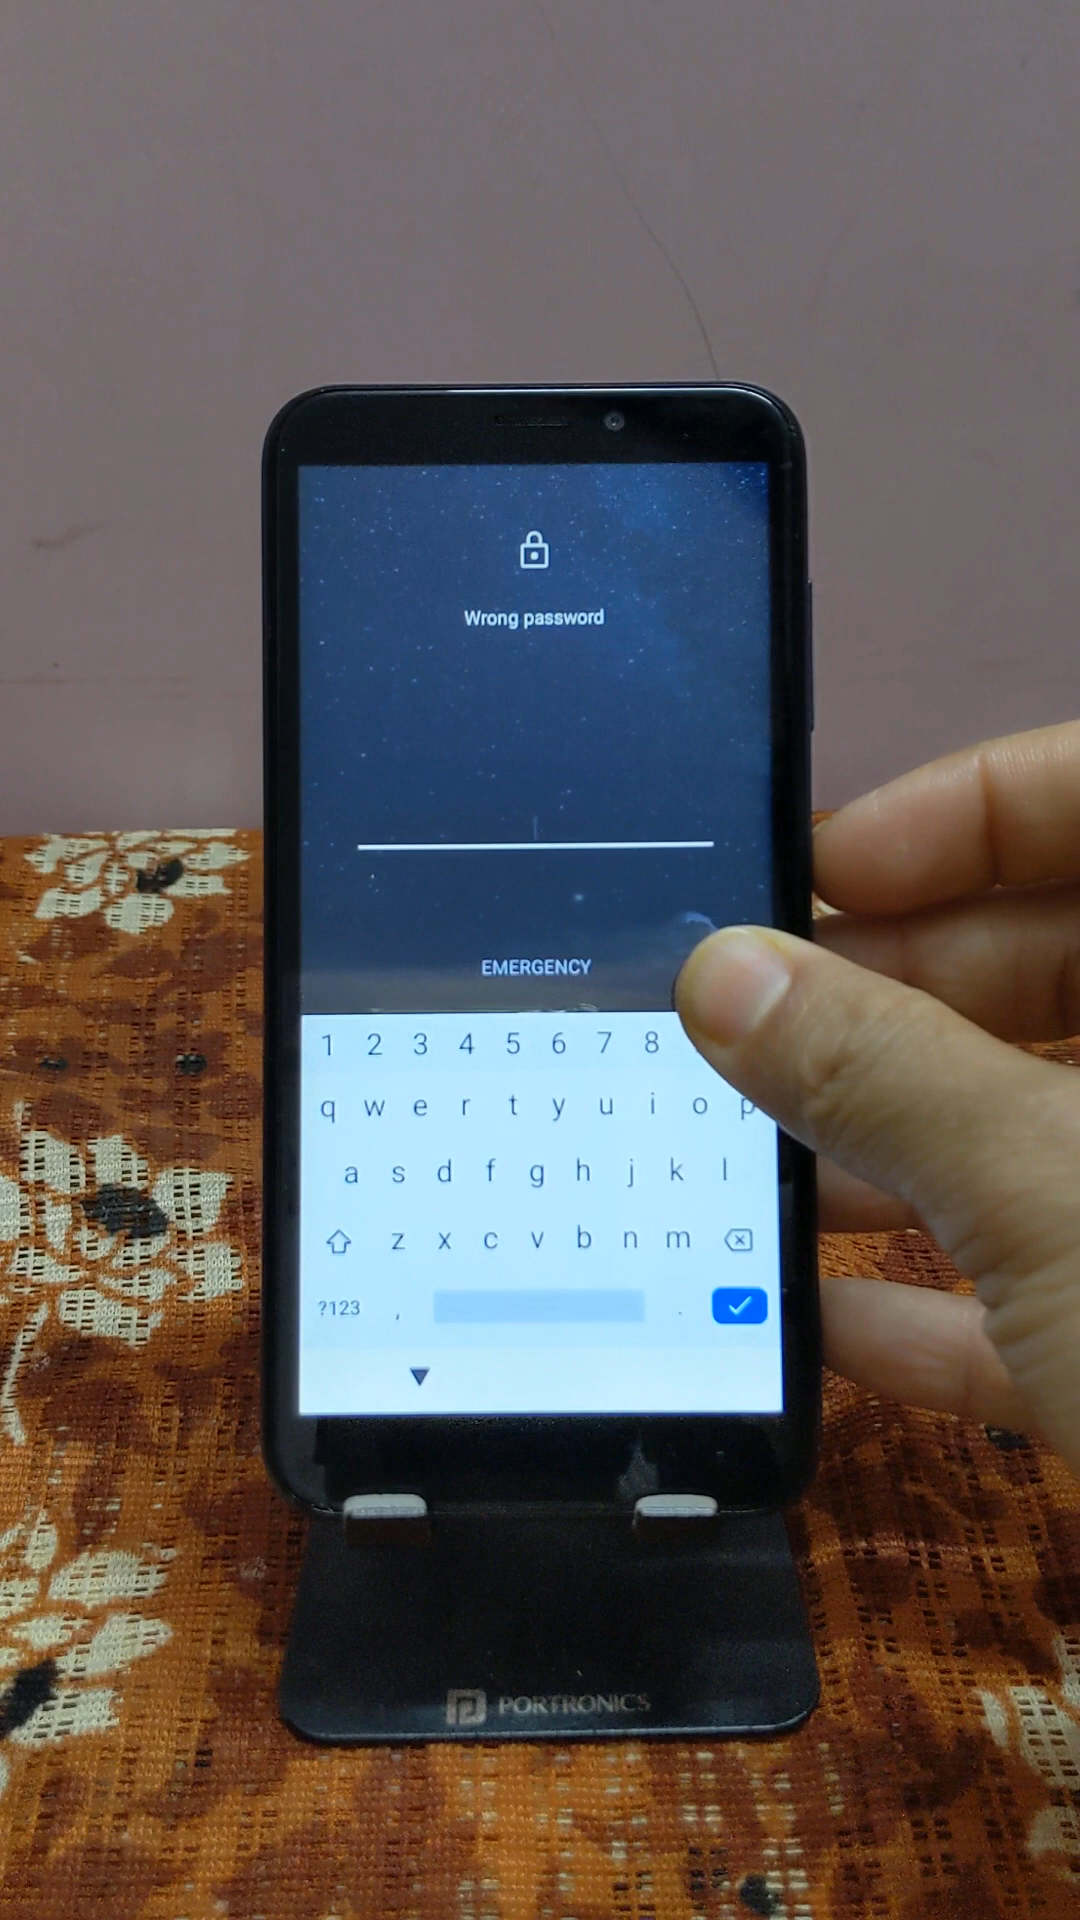 Wrong password
EMERGENCY
1 2 3 4 5 6 7 8
q w e r t y u i o p
a s d f g h j k l
z x c v b n m
?123 , .
PORTRONICS